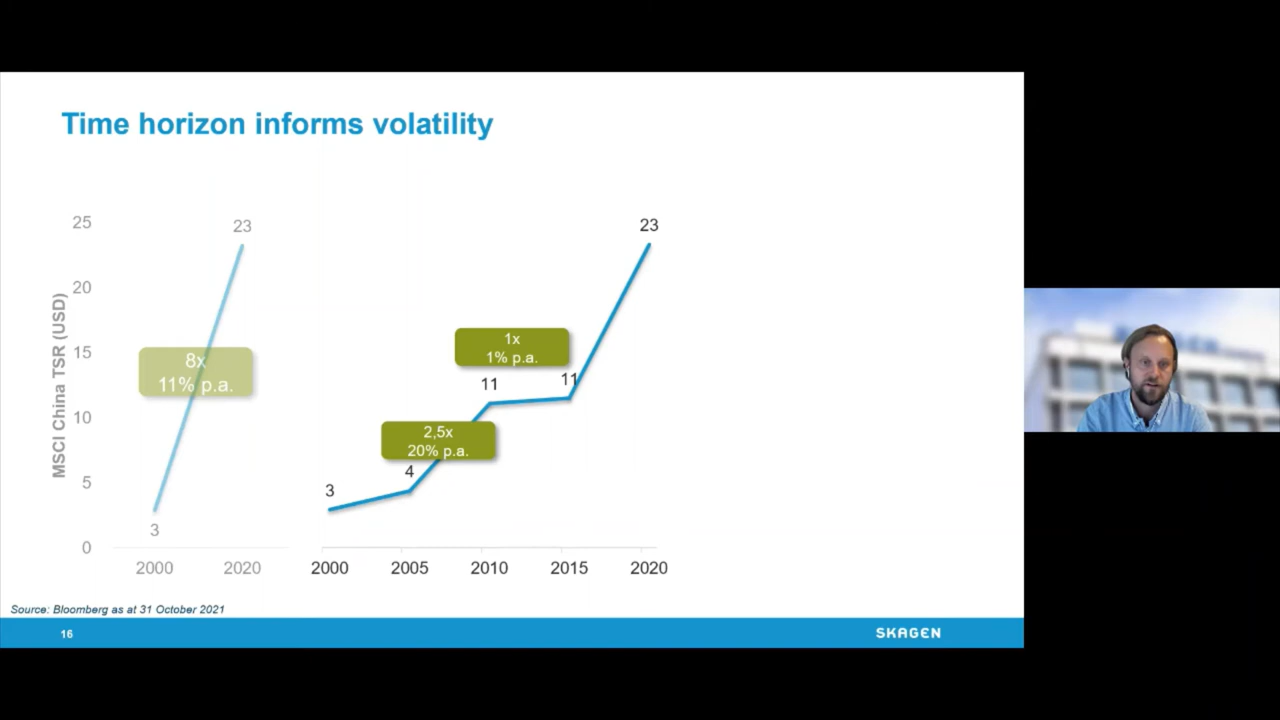 Time horizon informs volatility
MSCI China TSR (USD)
25
20
15
10
5
0
23
8x
11% p.a.
3
2000
2020
23
1x
1% p.a.
11
11
2,5x
20% p.a.
4
3
2000
2005
2010
2015
2020
Source: Bloomberg as at 31 October 2021
16
SKAGEN